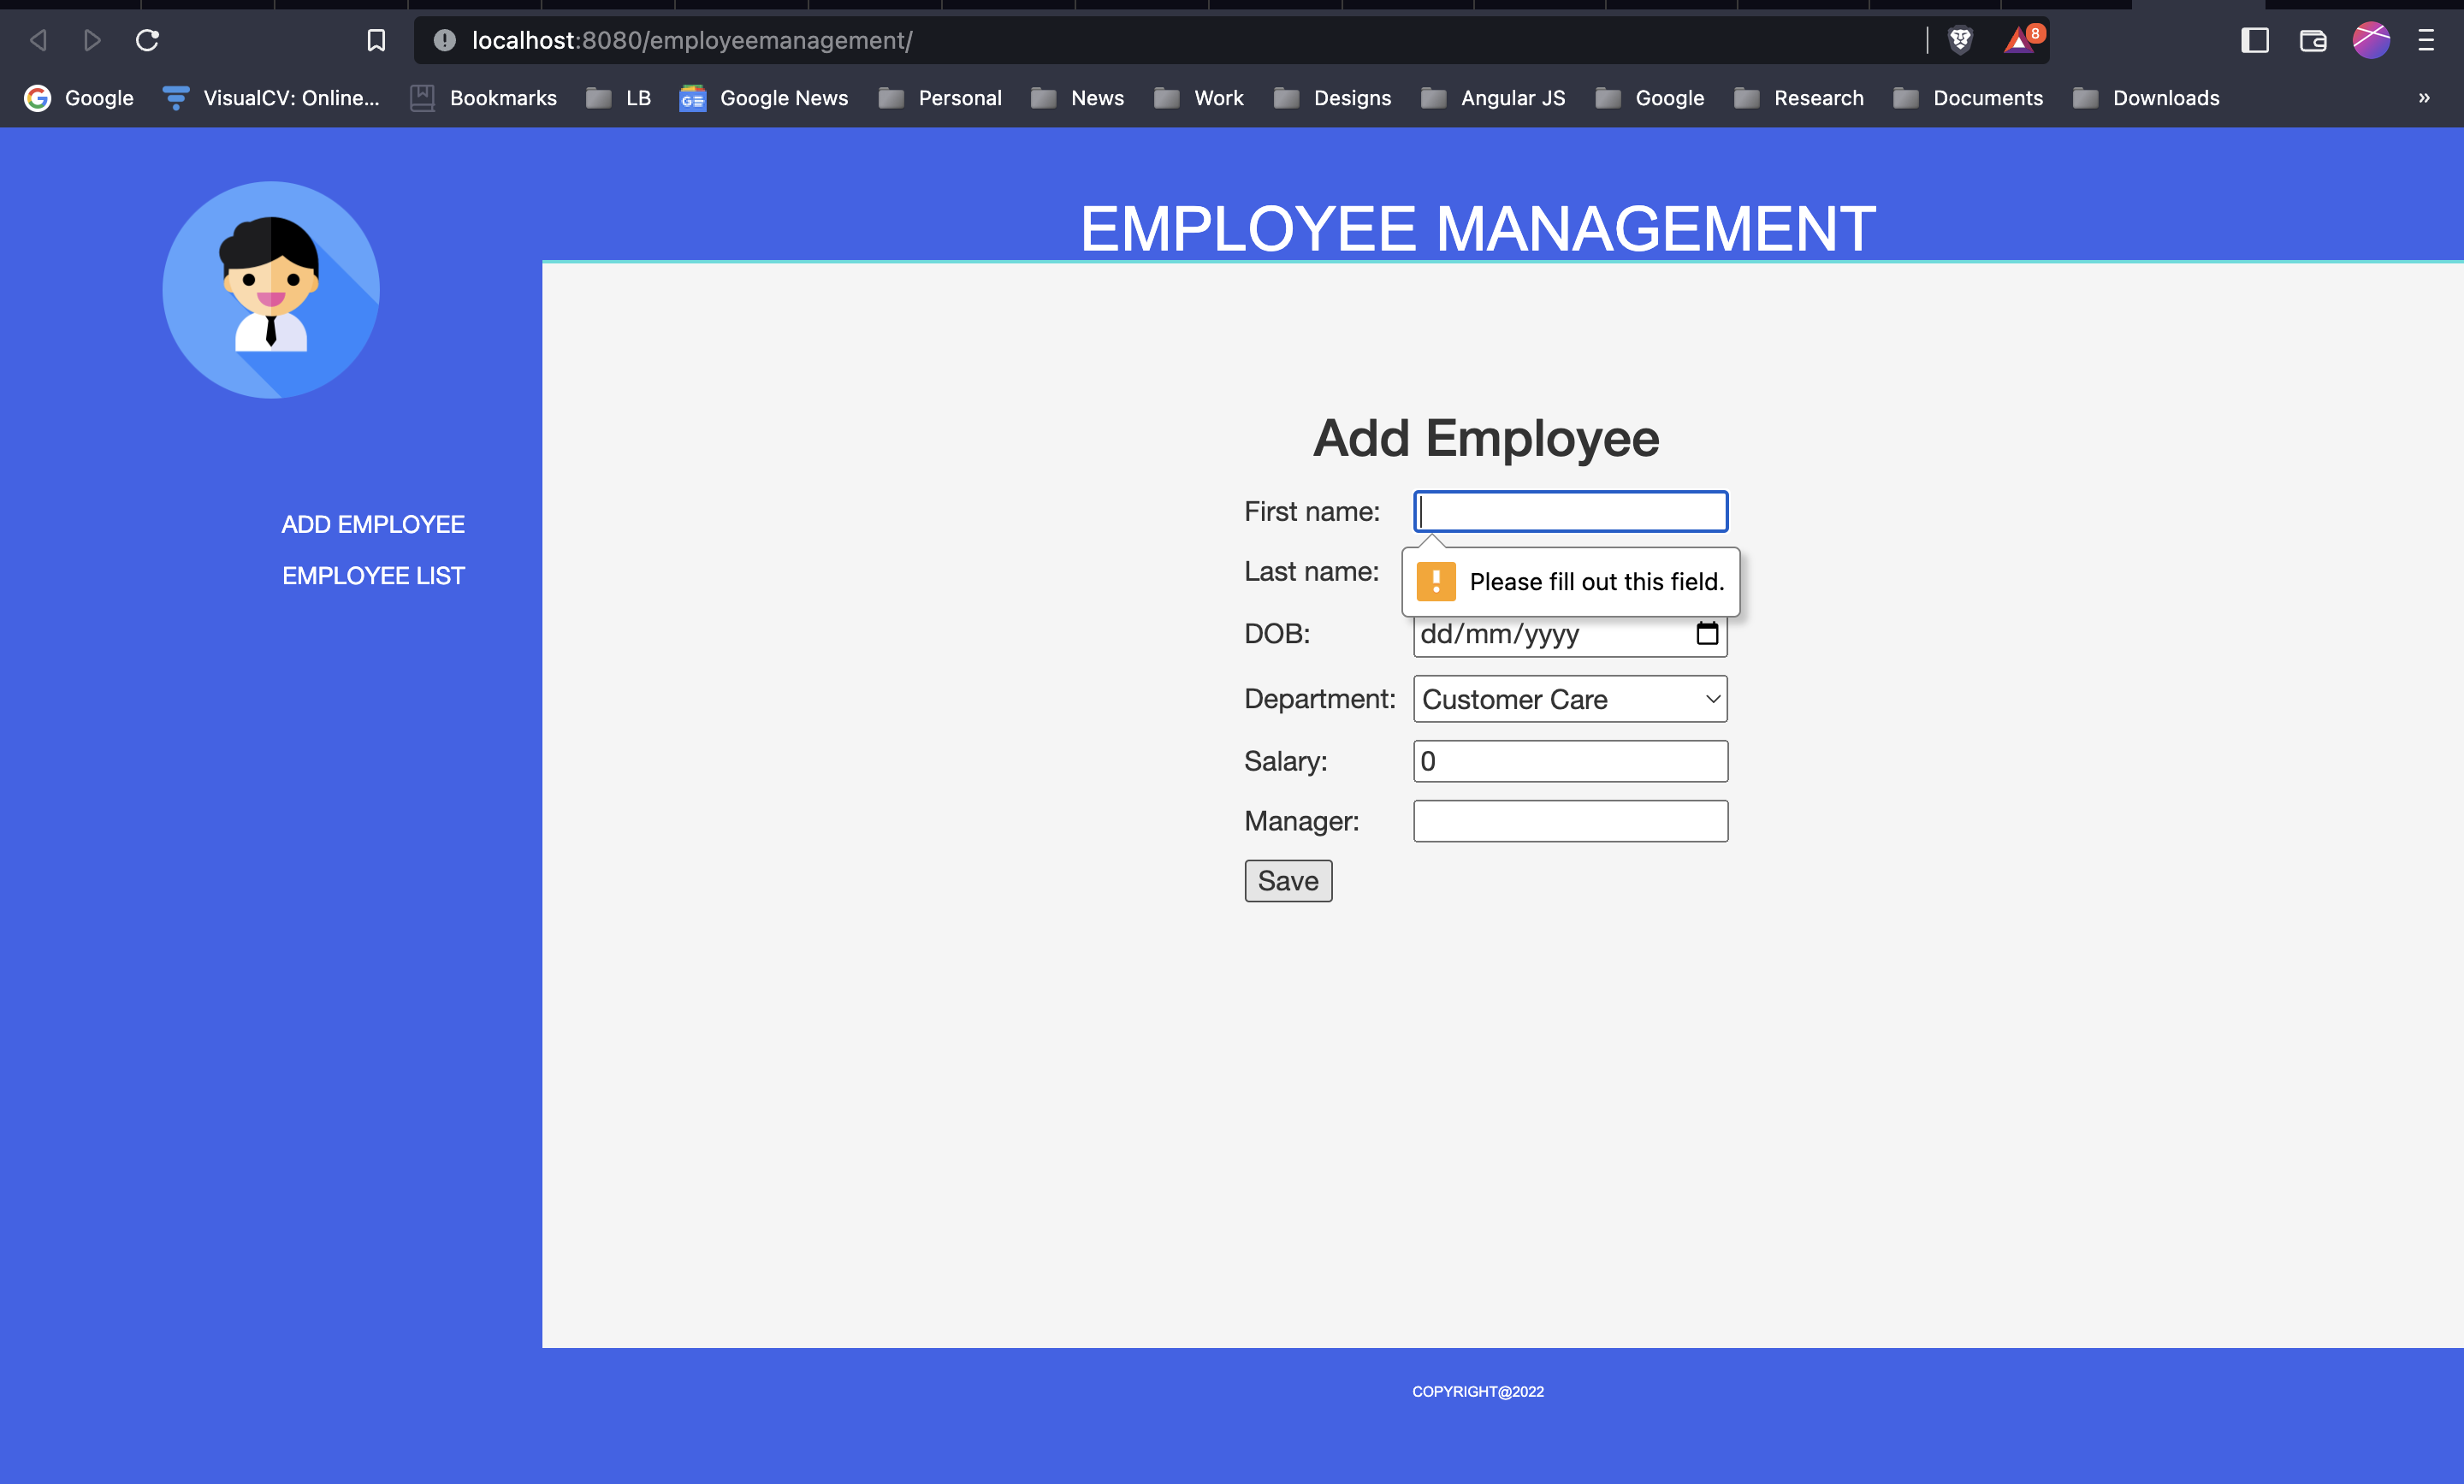 localhost:8080/employeemanagement/
8
Google VisualCV: Online... Bookmarks LB Google News Personal News Work Designs Angular JS Google Research Documents Downloads »
EMPLOYEE MANAGEMENT
ADD EMPLOYEE
EMPLOYEE LIST
Add Employee
First name:
Last name:
Please fill out this field.
DOB: dd/mm/yyyy
Department: Customer Care
Salary: 0
Manager:
Save
COPYRIGHT@2022